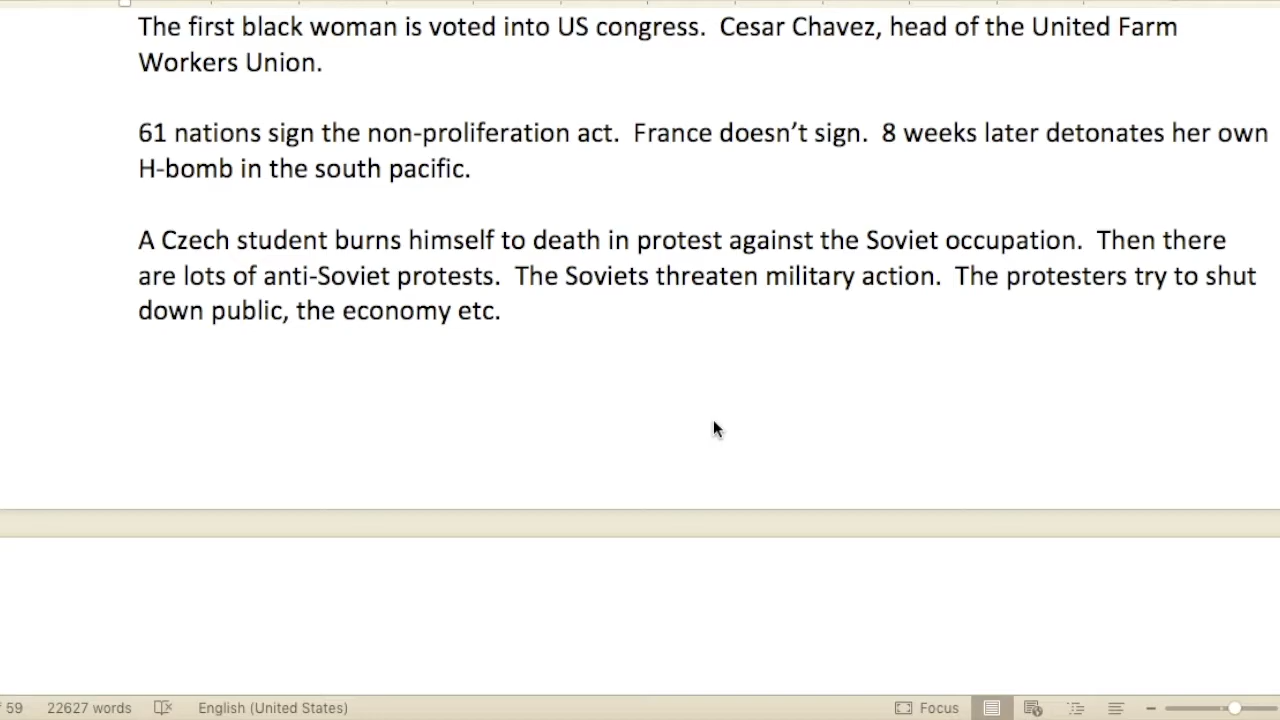 The first black woman is voted into US congress.  Cesar Chavez, head of the United Farm
Workers Union.
61 nations sign the non-proliferation act.  France doesn’t sign.  8 weeks later detonates her own
H-bomb in the south pacific.
A Czech student burns himself to death in protest against the Soviet occupation.  Then there
are lots of anti-Soviet protests.  The Soviets threaten military action.  The protesters try to shut
down public, the economy etc.
59 22627 words English (United States) Focus